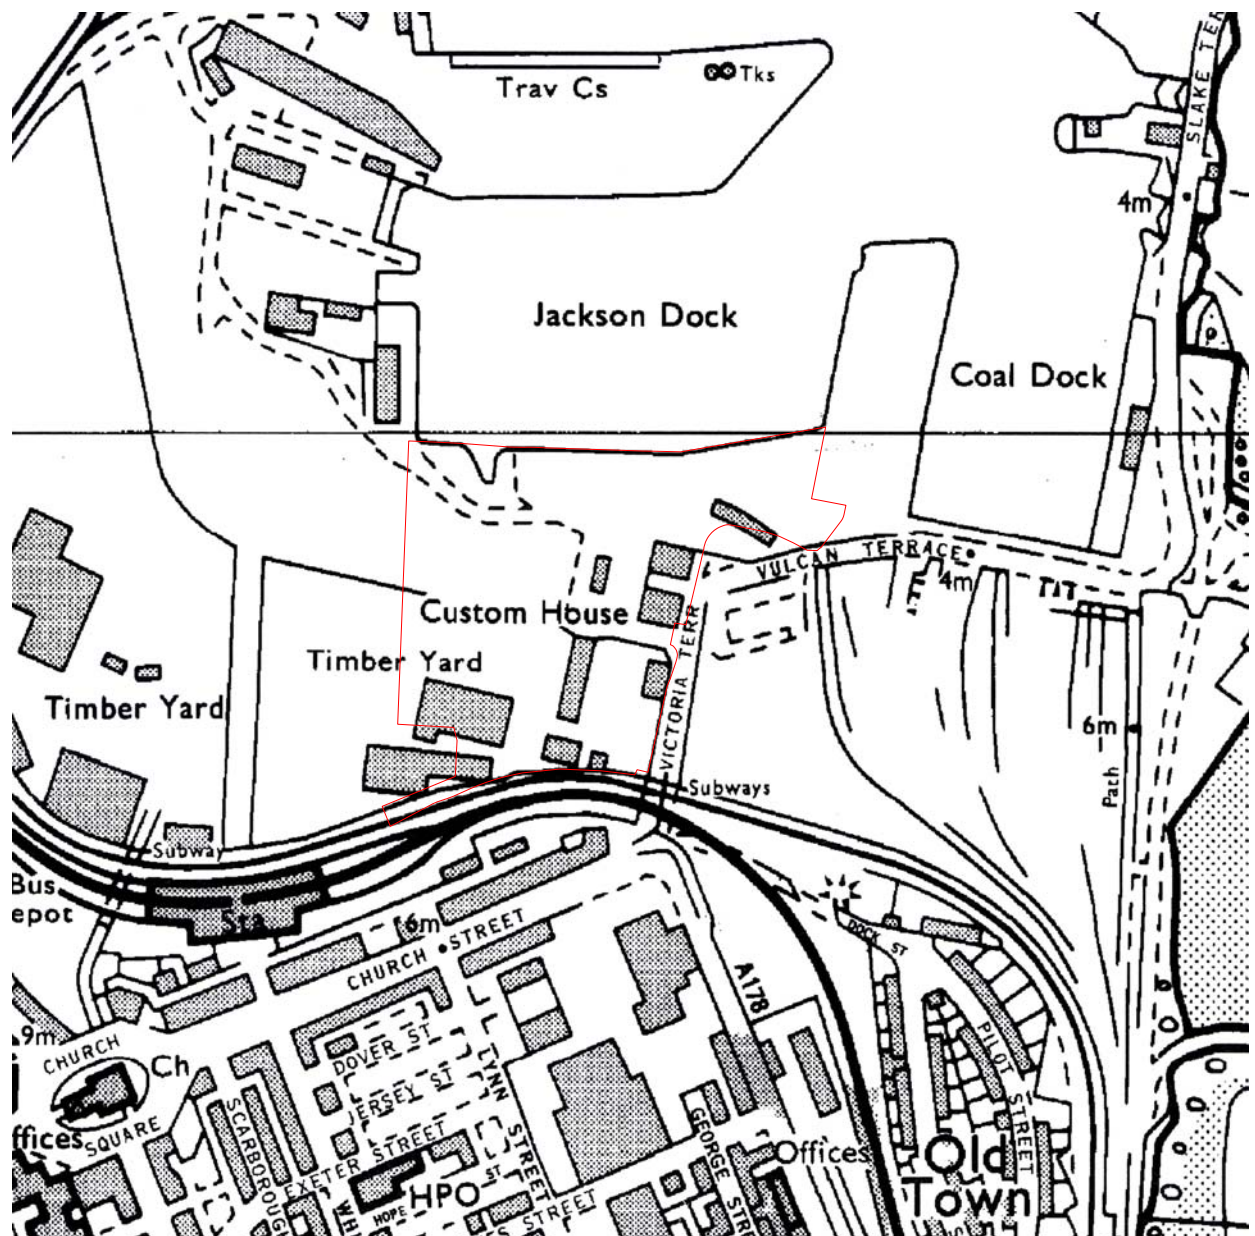 Trav Cs
Tks
SLAKE TER
4m
Jackson Dock
Coal Dock
VULCAN TERRACE
4m
Custom House
VICTORIA TERR
Timber Yard
Timber Yard
6m
Path
Subways
Subway
Bus
epot
Sta
6m
CHURCH STREET
DOCK ST
A178
9m
CHURCH
SQUARE
Ch
ffices
DOVER ST
JERSEY ST
EXETER STREET
SCARBOROUGH
LYNN STREET
GEORGE STRE
PILOT STREET
Offices
Old
Town
HPO
HOPE ST
WHI
S STREET